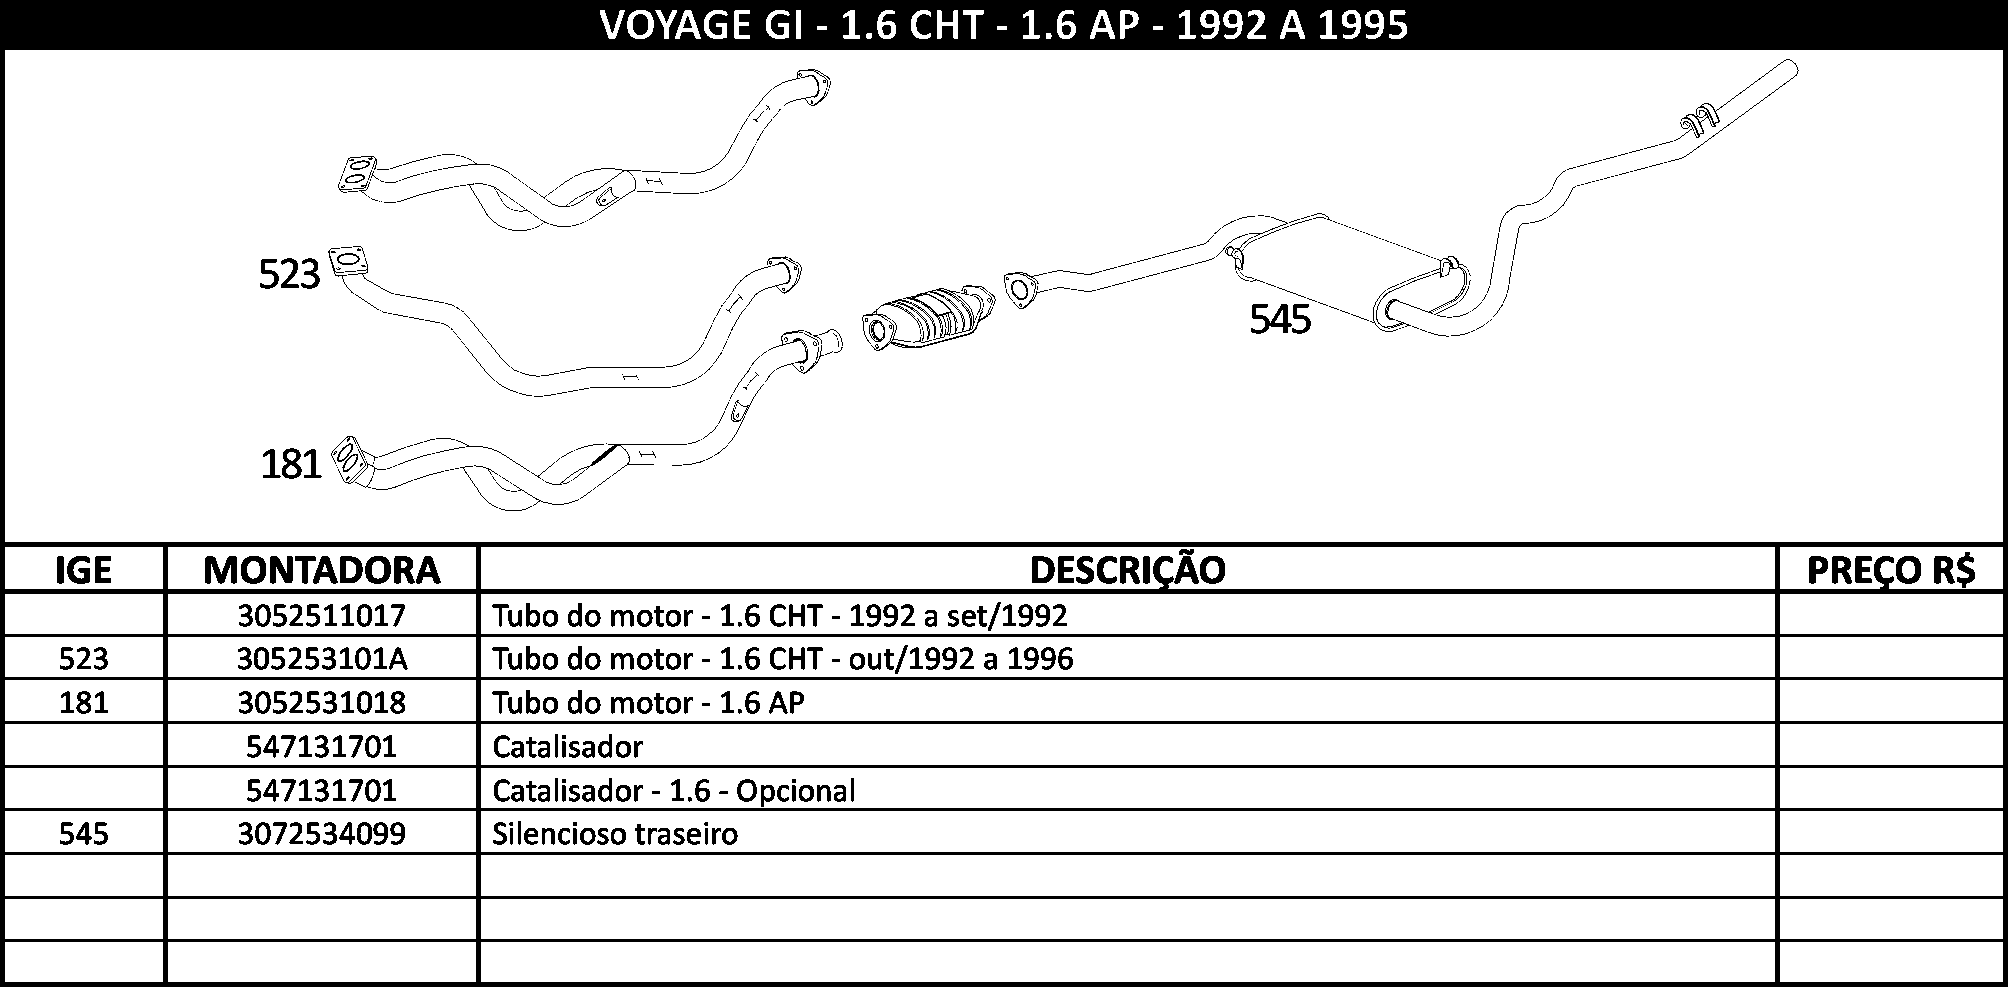 VOYAGE GI - 1.6 CHT - 1.6 AP - 1992 A 1995
523
545
181
IGE MONTADORA DESCRIÇÃO PREÇO R$
3052511017 Tubo do motor - 1.6 CHT - 1992 a set/1992
523 305253101A Tubo do motor - 1.6 CHT - out/1992 a 1996
181 3052531018 Tubo do motor - 1.6 AP
547131701 Catalisador
547131701 Catalisador - 1.6 - Opcional
545 3072534099 Silencioso traseiro